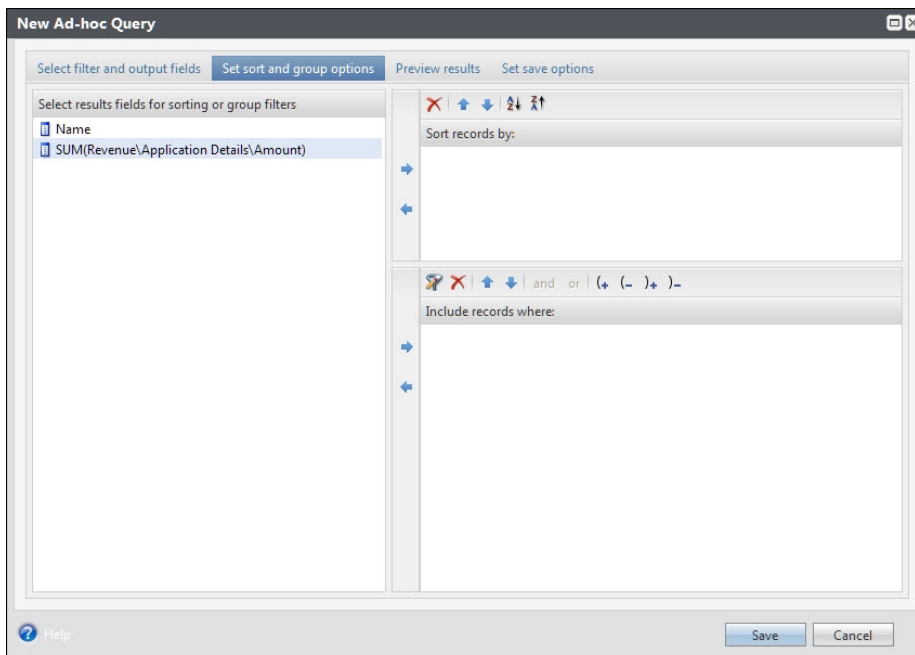 New Ad-hoc Query
Select filter and output fields Set sort and group options Preview results Set save options
Select results fields for sorting or group filters
Name
SUM(Revenue\Application Details\Amount)
Sort records by:
and or (+ (- )+ )-
Include records where:
Help
Save Cancel